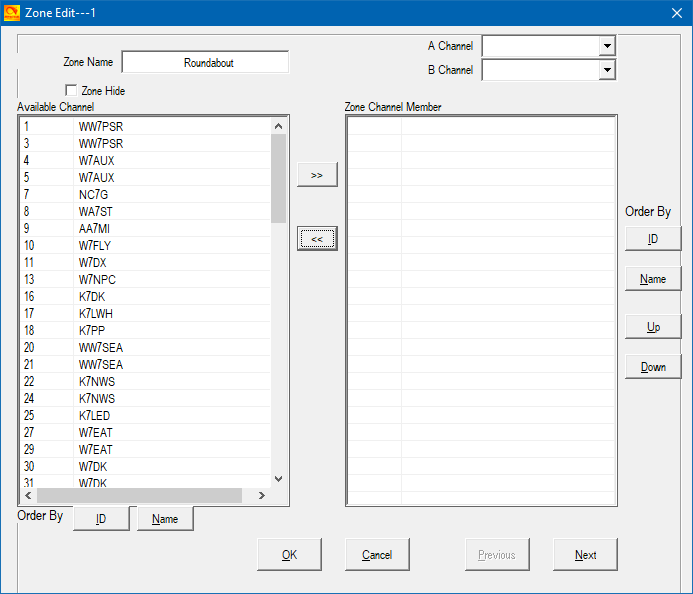 Zone Edit---1
Zone Name
Roundabout
A Channel
B Channel
Zone Hide
Available Channel
Zone Channel Member
1 WW7PSR
3 WW7PSR
4 W7AUX
5 W7AUX
7 NC7G
8 WA7ST
9 AA7MI
10 W7FLY
11 W7DX
13 W7NPC
16 K7DK
17 K7LWH
18 K7PP
20 WW7SEA
21 WW7SEA
22 K7NWS
24 K7NWS
25 K7LED
27 W7EAT
29 W7EAT
30 W7DK
31 W7DK
>>
<<
Order By
ID
Name
Up
Down
Order By
ID
Name
OK
Cancel
Previous
Next